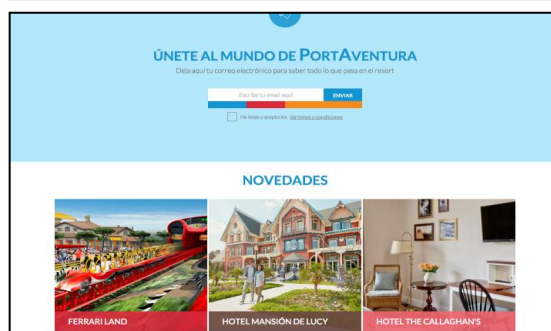 ÚNETE AL MUNDO DE PORTAVENTURA
Deja aquí tu correo electrónico para saber todo lo que pasa en el resort
Escribe tu email aquí ENVIAR
He leído y acepto los términos y condiciones
NOVEDADES
FERRARI LAND HOTEL MANSIÓN DE LUCY HOTEL THE CALLAGHAN'S